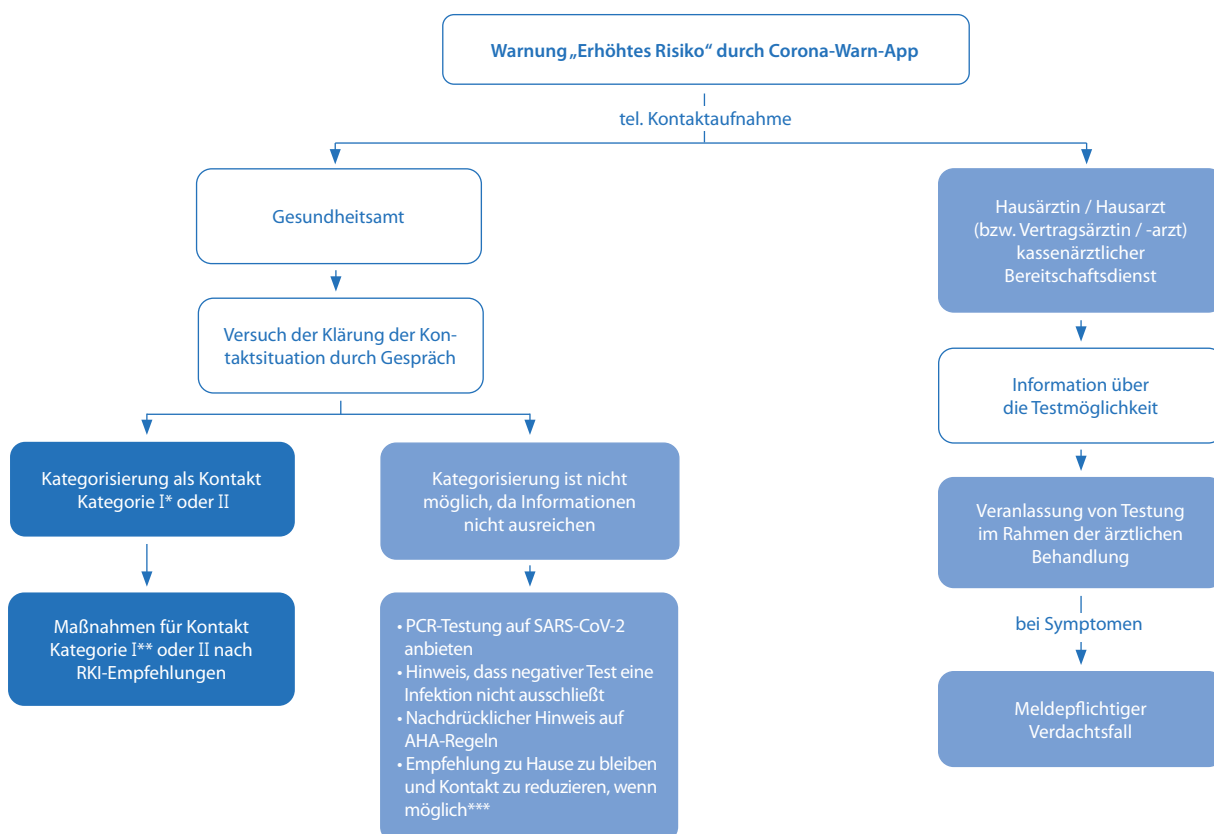 Warnung „Erhöhtes Risiko“ durch Corona-Warn-App
tel. Kontaktaufnahme
Gesundheitsamt
Versuch der Klärung der Kon-
taktsituation durch Gespräch
Kategorisierung als Kontakt
Kategorie I* oder II
Maßnahmen für Kontakt
Kategorie I** oder II nach
RKI-Empfehlungen
Kategorisierung ist nicht
möglich, da Informationen
nicht ausreichen
• PCR-Testung auf SARS-CoV-2
anbieten
• Hinweis, dass negativer Test eine
Infektion nicht ausschließt
• Nachdrücklicher Hinweis auf
AHA-Regeln
• Empfehlung zu Hause zu bleiben
und Kontakt zu reduzieren, wenn
möglich***
Hausärztin / Hausarzt
(bzw. Vertragsärztin / -arzt)
kassenärztlicher
Bereitschaftsdienst
Information über
die Testmöglichkeit
Veranlassung von Testung
im Rahmen der ärztlichen
Behandlung
bei Symptomen
Meldepflichtiger
Verdachtsfall